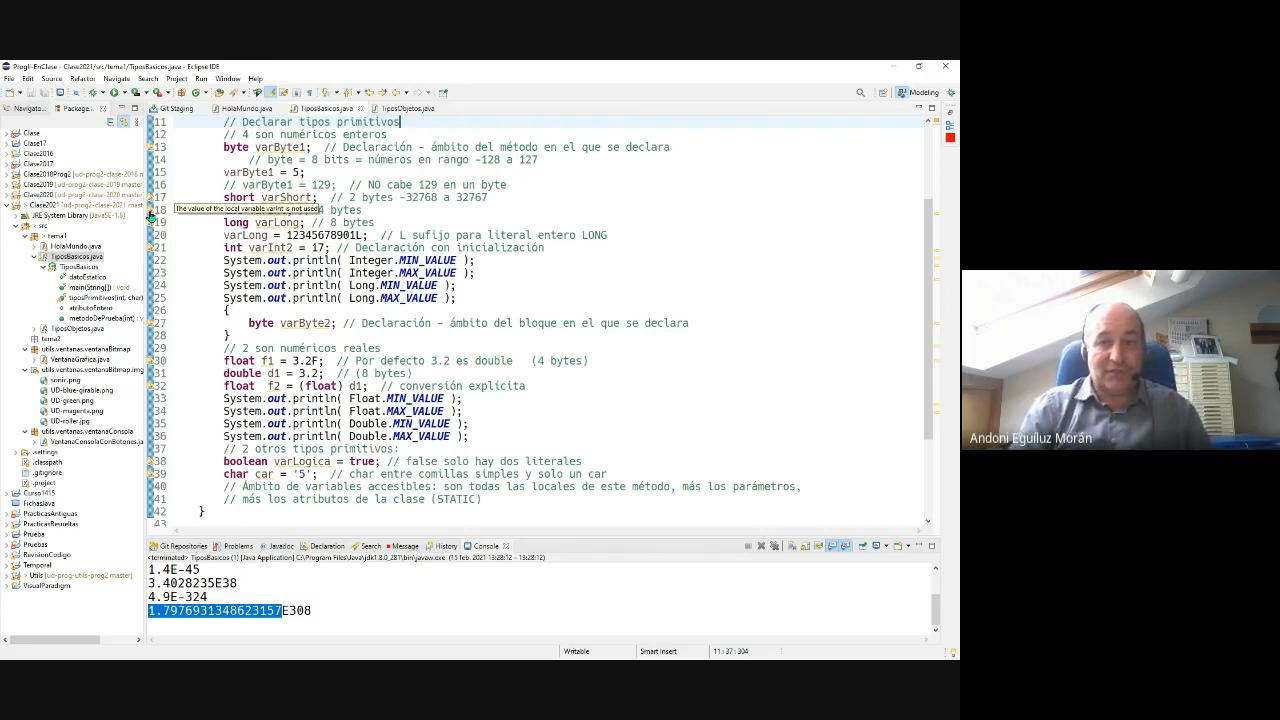 ProgII-EnClase - Clase2021/src/tema1/TiposBasicos.java - Eclipse IDE
File Edit Source Refactor Navigate Search Project Run Window Help
Modeling
Navigato... Package...
Git Staging HolaMundo.java TiposBasicos.java TiposObjetos.java
Clase
Clase17
Clase2016
Clase2017
Clase2018Prog2 [ud-prog2-clase-2018
Clase2019 [ud-prog2-clase-2019 master]
Clase2020 [ud-prog2-clase-2020 master]
Clase2021 [ud-prog2-clase-2021 master]
JRE System Library [JavaSE-1.8]
src
tema1
HolaMundo.java
TiposBasicos.java
TiposBasicos
datoEstatico
main(String[]) : void
tiposPrimitivos(int, char)
atributoEntero
metodoDePrueba(int) : v
TiposObjetos.java
tema2
utils.ventanas.ventanaBitmap
VentanaGrafica.java
utils.ventanas.ventanaBitmap.img
sonic.png
UD-blue-girable.png
UD-green.png
UD-magenta.png
UD-roller.jpg
utils.ventanas.ventanaConsola
VentanaConsolaConBotones.ja
.settings
.classpath
.gitignore
.project
Curso1415
FichasJava
PracticasAntiguas
PracticasResueltas
Prueba
Pruebas
RevisionCodigo
Temporal
Utils [ud-prog-utils-prog2 master]
VisualParadigm
11 // Declarar tipos primitivos
12 // 4 son numéricos enteros
13 byte varByte1; // Declaración - ámbito del método en el que se declara
14 // byte = 8 bits = números en rango -128 a 127
15 varByte1 = 5;
16 // varByte1 = 129; // NO cabe 129 en un byte
17 short varShort; // 2 bytes -32768 a 32767
The value of the local variable varInt is not used
18 4 bytes
19 long varLong; // 8 bytes
20 varLong = 12345678901L; // L sufijo para literal entero LONG
21 int varInt2 = 17; // Declaración con inicialización
22 System.out.println( Integer.MIN_VALUE );
23 System.out.println( Integer.MAX_VALUE );
24 System.out.println( Long.MIN_VALUE );
25 System.out.println( Long.MAX_VALUE );
26 {
27 byte varByte2; // Declaración - ámbito del bloque en el que se declara
28 }
29 // 2 son numéricos reales
30 float f1 = 3.2F; // Por defecto 3.2 es double (4 bytes)
31 double d1 = 3.2; // (8 bytes)
32 float f2 = (float) d1; // conversión explícita
33 System.out.println( Float.MIN_VALUE );
34 System.out.println( Float.MAX_VALUE );
35 System.out.println( Double.MIN_VALUE );
36 System.out.println( Double.MAX_VALUE );
37 // 2 otros tipos primitivos:
38 boolean varLogica = true; // false solo hay dos literales
39 char car = '5'; // char entre comillas simples y solo un car
40 // Ámbito de variables accesibles: son todas las locales de este método, más los parámetros,
41 // más los atributos de la clase (STATIC)
42 }
43
Git Repositories Problems Javadoc Declaration Search Message History Console
<terminated> TiposBasicos (1) [Java Application] C:\Program Files\Java\jdk1.8.0_281\bin\javaw.exe (15 feb. 2021 13:28:12 – 13:28:12)
1.4E-45
3.4028235E38
4.9E-324
1.7976931348623157E308
Writable Smart Insert 11 : 37 : 304
Andoni Eguíluz Morán